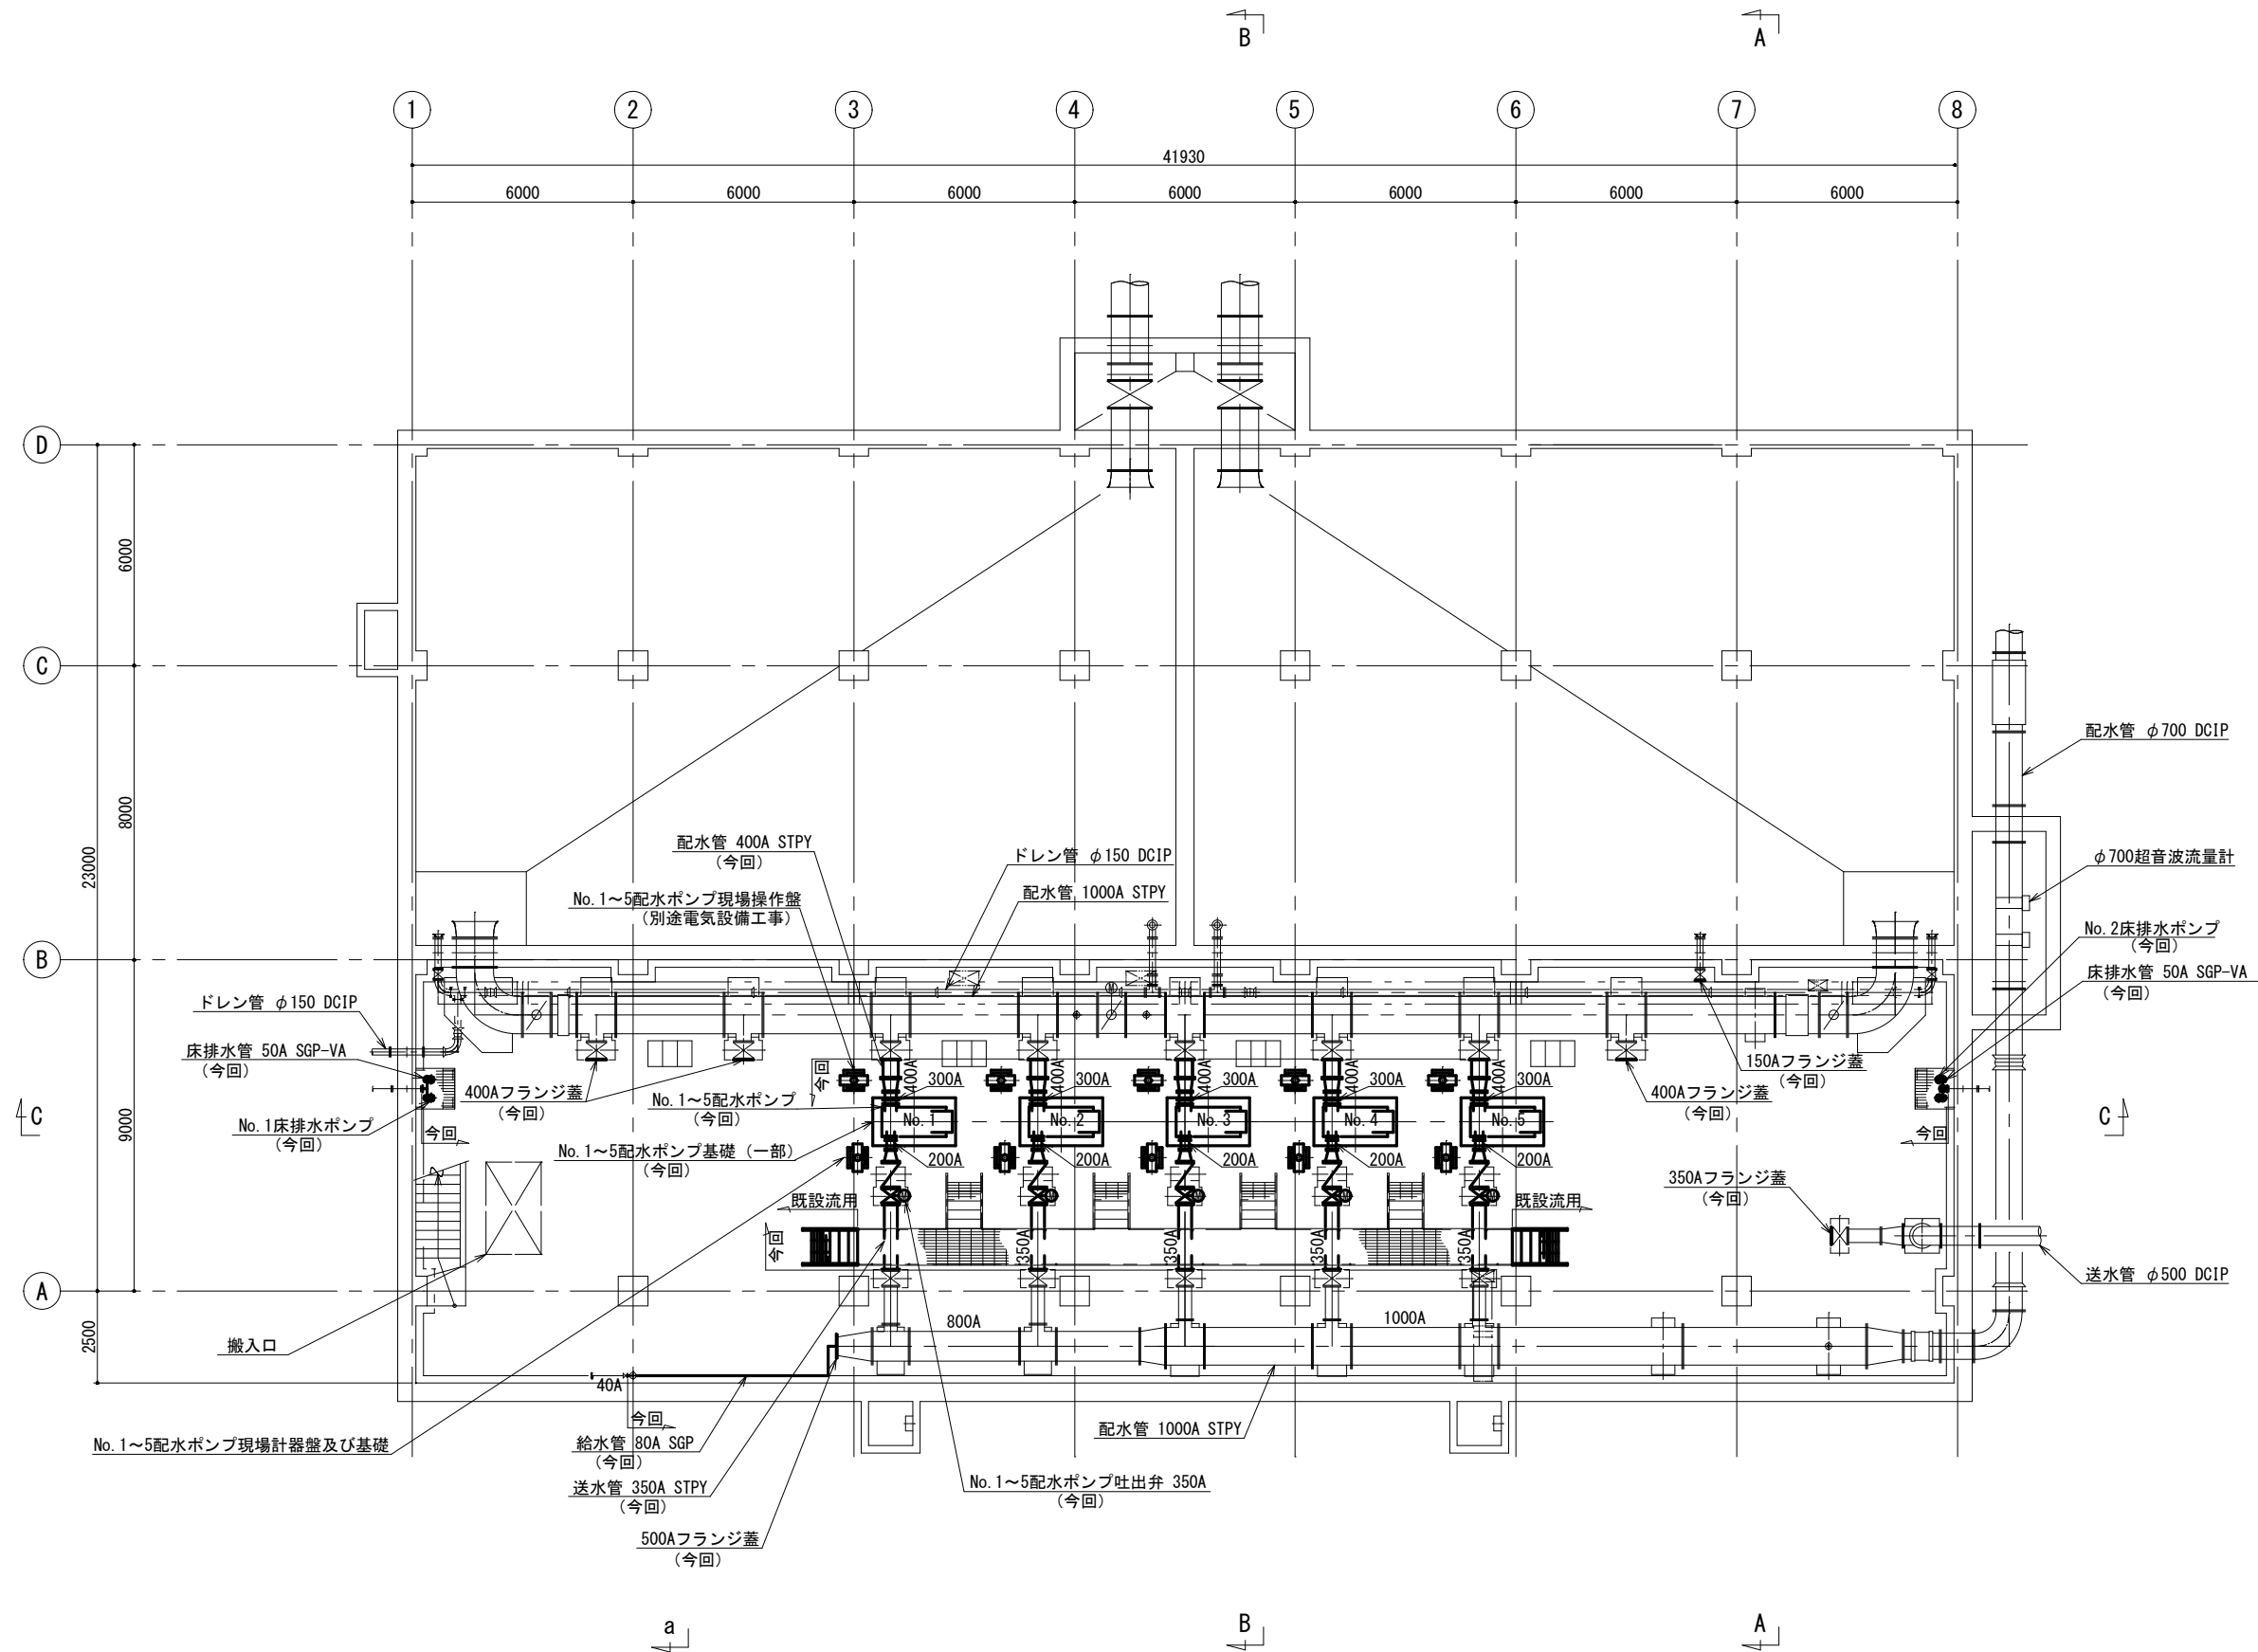 B
A
1
2
3
4
5
6
7
8
41930
6000
6000
6000
6000
6000
6000
6000
D
C
B
A
6000
8000
9000
23000
2500
配水管 φ700 DCIP
φ700超音波流量計
No.2床排水ポンプ
(今回)
床排水管 50A SGP-VA
(今回)
配水管 400A STPY
(今回)
ドレン管 φ150 DCIP
配水管 1000A STPY
No.1～5配水ポンプ現場操作盤
(別途電気設備工事)
ドレン管 φ150 DCIP
床排水管 50A SGP-VA
(今回)
No.1床排水ポンプ
(今回)
今回
400Aフランジ蓋
(今回)
No.1～5配水ポンプ
(今回)
No.1～5配水ポンプ基礎 (一部)
(今回)
今回
M
400A
400A
400A
400A
400A
300A
300A
300A
300A
300A
No.1
No.2
No.3
No.4
No.5
200A
200A
200A
200A
200A
150Aフランジ蓋
(今回)
400Aフランジ蓋
(今回)
今回
C
C
350Aフランジ蓋
(今回)
既設流用
既設流用
今回
350A
350A
350A
350A
送水管 φ500 DCIP
搬入口
800A
1000A
40A
今回
No.1～5配水ポンプ現場計器盤及び基礎
給水管 80A SGP
(今回)
送水管 350A STPY
(今回)
500Aフランジ蓋
(今回)
No.1～5配水ポンプ吐出弁 350A
(今回)
配水管 1000A STPY
a
B
A